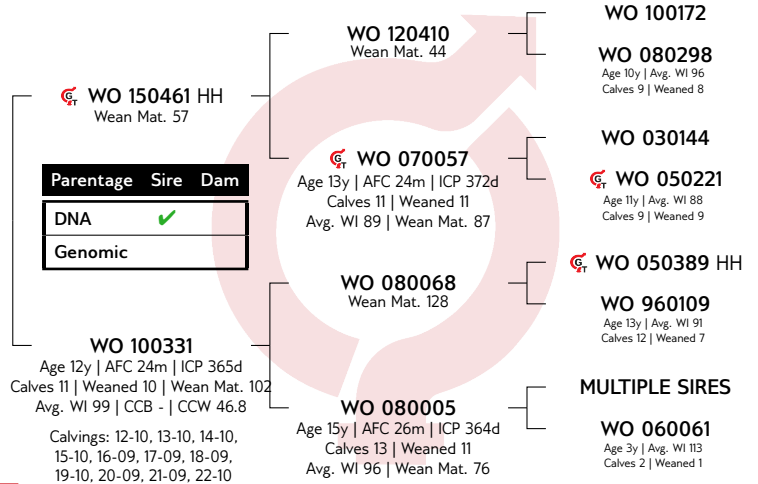 WO 150461 HH
Wean Mat. 57
Parentage Sire Dam
DNA ✔
Genomic
WO 100331
Age 12y | AFC 24m | ICP 365d
Calves 11 | Weaned 10 | Wean Mat. 102
Avg. WI 99 | CCB - | CCW 46.8
Calvings: 12-10, 13-10, 14-10,
15-10, 16-09, 17-09, 18-09,
19-10, 20-09, 21-09, 22-10
WO 120410
Wean Mat. 44
GT WO 070057
Age 13y | AFC 24m | ICP 372d
Calves 11 | Weaned 11
Avg. WI 89 | Wean Mat. 87
WO 080068
Wean Mat. 128
WO 080005
Age 15y | AFC 26m | ICP 364d
Calves 13 | Weaned 11
Avg. WI 96 | Wean Mat. 76
WO 100172
WO 080298
Age 10y | Avg. WI 96
Calves 9 | Weaned 8
WO 030144
GT WO 050221
Age 11y | Avg. WI 88
Calves 9 | Weaned 9
GT WO 050389 HH
WO 960109
Age 13y | Avg. WI 91
Calves 12 | Weaned 7
MULTIPLE SIRES
WO 060061
Age 3y | Avg. WI 113
Calves 2 | Weaned 1